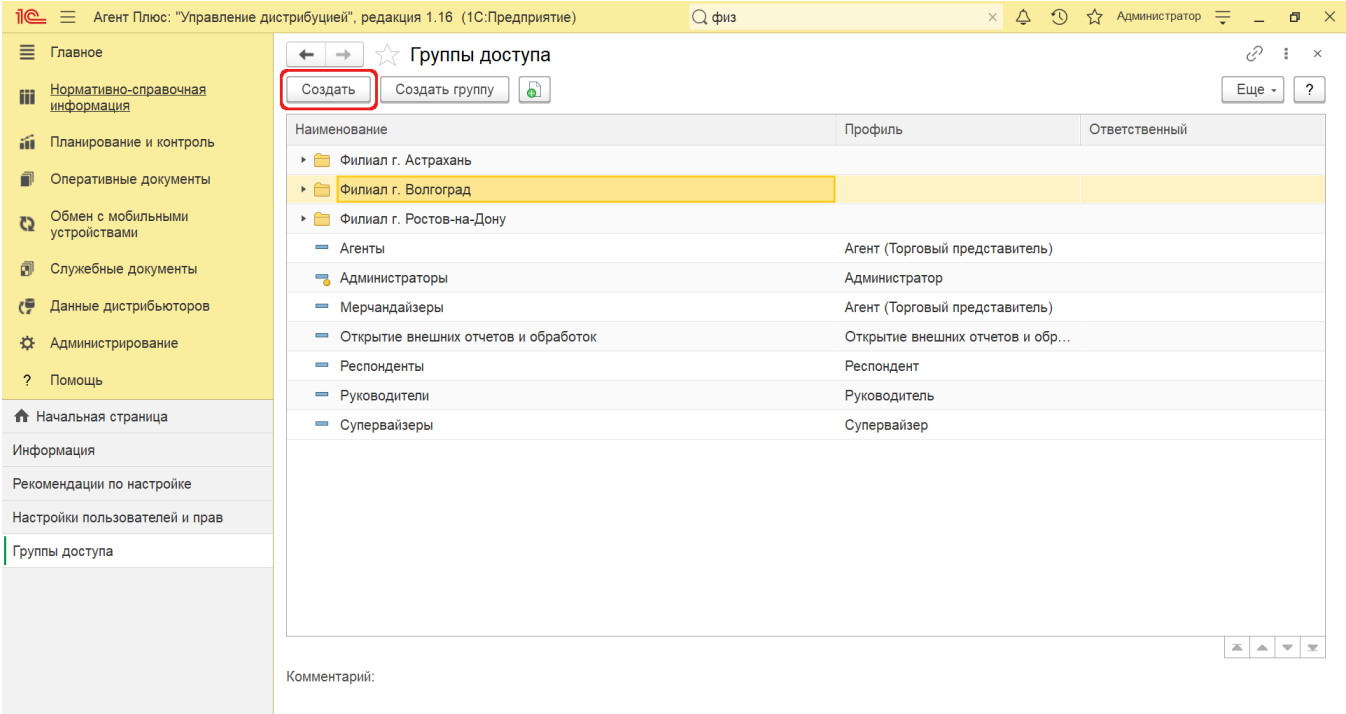 1С Агент Плюс: "Управление дистрибуцией", редакция 1.16 (1С:Предприятие) физ Администратор
Главное
Нормативно-справочная
информация
Планирование и контроль
Оперативные документы
Обмен с мобильными
устройствами
Служебные документы
Данные дистрибьюторов
Администрирование
? Помощь
Начальная страница
Информация
Рекомендации по настройке
Настройки пользователей и прав
Группы доступа
Группы доступа
Создать Создать группу Еще ?
Наименование Профиль Ответственный
Филиал г. Астрахань
Филиал г. Волгоград
Филиал г. Ростов-на-Дону
Агенты Агент (Торговый представитель)
Администраторы Администратор
Мерчандайзеры Агент (Торговый представитель)
Открытие внешних отчетов и обработок Открытие внешних отчетов и обр...
Респонденты Респондент
Руководители Руководитель
Супервайзеры Супервайзер
Комментарий: